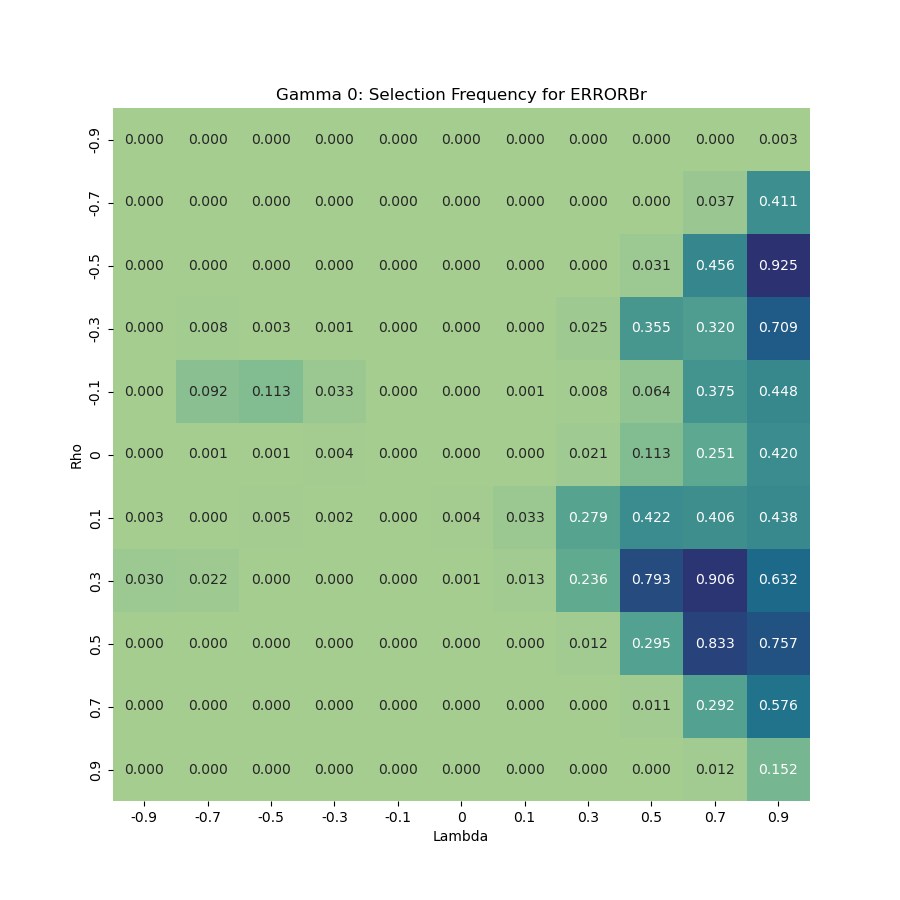 Gamma 0: Selection Frequency for ERRORBr
-0.9 0.000 0.000 0.000 0.000 0.000 0.000 0.000 0.000 0.000 0.000 0.003
-0.7 0.000 0.000 0.000 0.000 0.000 0.000 0.000 0.000 0.000 0.037 0.411
-0.5 0.000 0.000 0.000 0.000 0.000 0.000 0.000 0.000 0.031 0.456 0.925
-0.3 0.000 0.008 0.003 0.001 0.000 0.000 0.000 0.025 0.355 0.320 0.709
-0.1 0.000 0.092 0.113 0.033 0.000 0.000 0.001 0.008 0.064 0.375 0.448
Rho
0 0.000 0.001 0.001 0.004 0.000 0.000 0.000 0.021 0.113 0.251 0.420
0.1 0.003 0.000 0.005 0.002 0.000 0.004 0.033 0.279 0.422 0.406 0.438
0.3 0.030 0.022 0.000 0.000 0.000 0.001 0.013 0.236 0.793 0.906 0.632
0.5 0.000 0.000 0.000 0.000 0.000 0.000 0.000 0.012 0.295 0.833 0.757
0.7 0.000 0.000 0.000 0.000 0.000 0.000 0.000 0.000 0.011 0.292 0.576
0.9 0.000 0.000 0.000 0.000 0.000 0.000 0.000 0.000 0.000 0.012 0.152
-0.9 -0.7 -0.5 -0.3 -0.1 0 0.1 0.3 0.5 0.7 0.9
Lambda